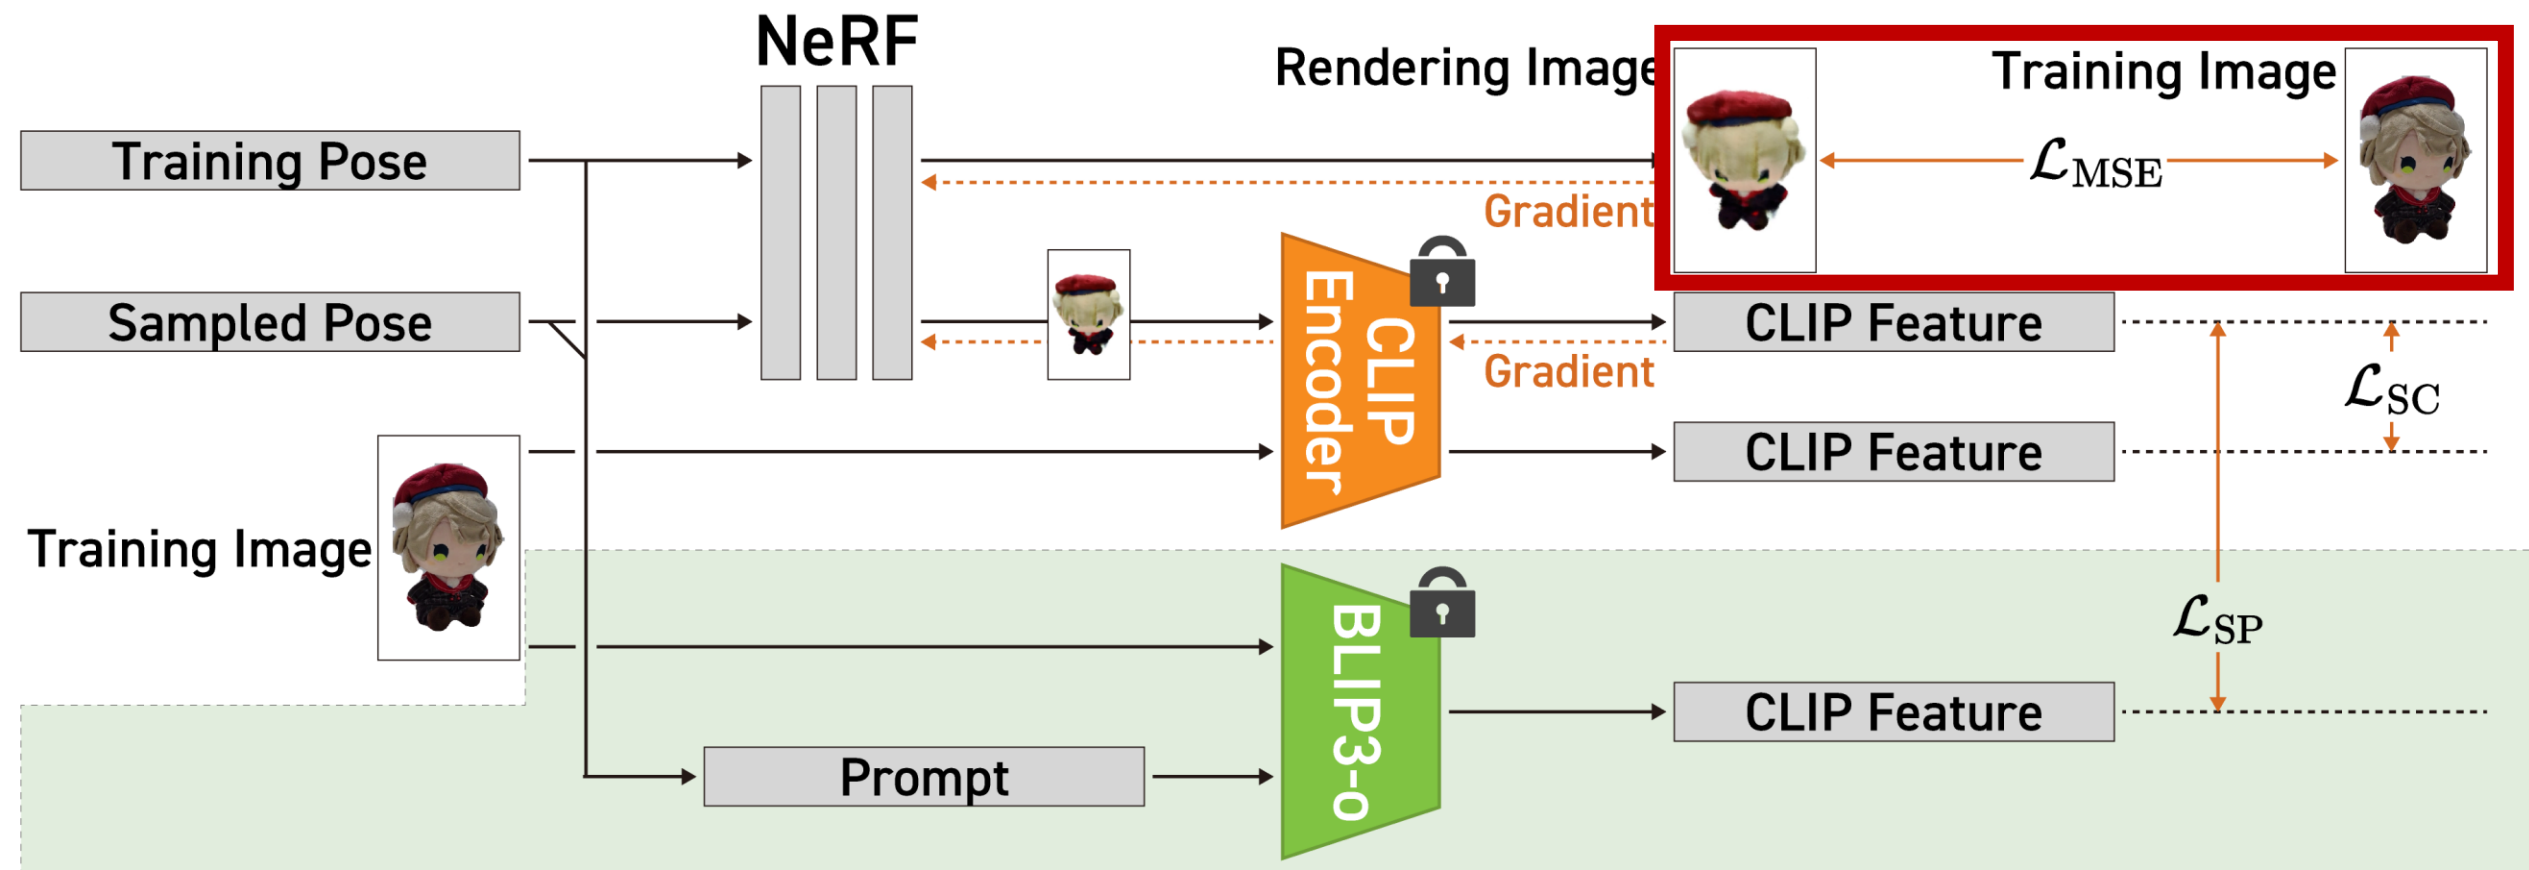 NeRF
Rendering Image
Training Image
Training Pose
ℒMSE
Gradient
Sampled Pose
CLIP Encoder
CLIP Feature
Gradient
ℒSC
CLIP Feature
Training Image
BLIP3-o
ℒSP
CLIP Feature
Prompt